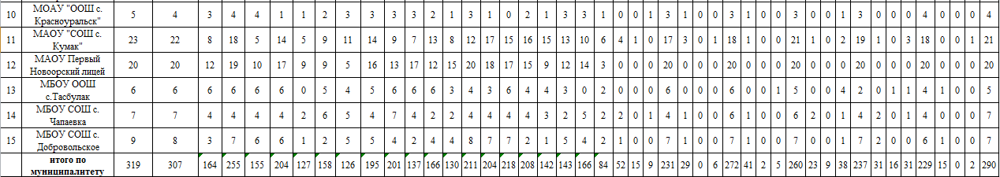 10 МОАУ "ООШ с. Красноуральск" 5 4 3 4 4 1 1 2 3 3 3 3 2 1 3 1 0 2 1 3 3 1 0 0 1 3 1 0 0 3 1 0 0 3 0 0 1 3 0 0 0 4 0 0 0 4
11 МАОУ "СОШ с. Кумак" 23 22 8 18 5 14 5 9 11 14 9 7 13 8 12 17 15 16 15 13 10 6 4 1 0 17 3 0 1 18 1 0 0 21 1 0 2 19 1 0 3 18 0 0 1 21
12 МАОУ Первый Новоорский лицей 20 20 12 19 10 17 9 9 5 16 13 17 12 15 20 18 17 15 9 12 14 3 0 0 0 20 0 0 0 20 0 0 0 20 0 0 0 20 0 0 0 20 0 0 0 20
13 МБОУ ООШ с.Тасбулак 6 6 6 6 6 6 0 5 4 5 6 6 6 3 4 3 6 4 4 3 0 2 0 0 0 6 0 0 0 6 0 0 1 5 0 0 4 2 0 1 1 4 1 0 0 5
14 МБОУ СОШ с. Чапаевка 7 7 4 4 4 4 2 6 5 4 7 4 2 2 4 4 4 4 3 2 5 2 2 0 1 4 1 0 0 6 1 0 0 6 2 0 1 4 2 0 1 4 0 0 0 7
15 МБОУ СОШ с. Добровольское 9 8 3 7 6 6 1 2 5 5 4 2 4 4 8 7 7 2 1 5 4 2 1 0 0 7 1 0 0 7 1 0 0 7 0 0 1 7 2 0 0 6 2 0 0 7
итого по муниципалитету 319 307 164 255 155 204 127 158 126 195 201 137 166 130 211 204 218 208 142 143 166 84 52 15 9 231 29 0 6 272 41 2 5 260 23 9 38 237 31 16 31 229 15 0 2 290